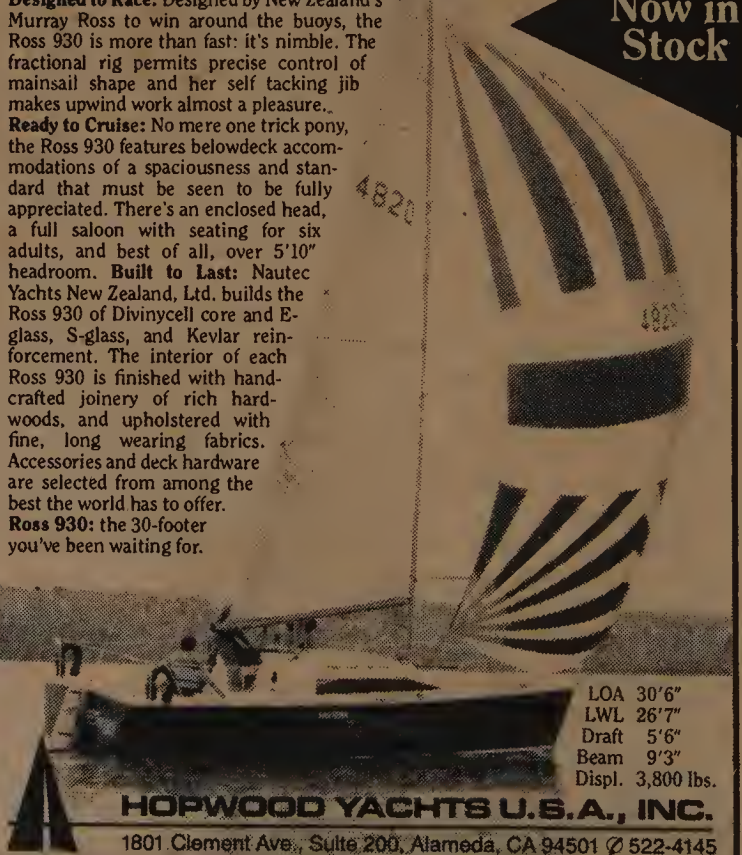 Designed to Race: Designed by New Zealand's
Murray Ross to win around the buoys, the
Ross 930 is more than fast: it's nimble. The
fractional rig permits precise control of
mainsail shape and her self tacking jib
makes upwind work almost a pleasure.
Ready to Cruise: No mere one trick pony,
the Ross 930 features belowdeck accom-
modations of a spaciousness and stan-
dard that must be seen to be fully
appreciated. There's an enclosed head,
a full saloon with seating for six
adults, and best of all, over 5'10"
headroom. Built to Last: Nautec
Yachts New Zealand, Ltd. builds the
Ross 930 of Divinycell core and E-
glass, S-glass, and Kevlar rein-
forcement. The interior of each
Ross 930 is finished with hand-
crafted joinery of rich hard-
woods, and upholstered with
fine, long wearing fabrics.
Accessories and deck hardware
are selected from among the
best the world has to offer.
Ross 930: the 30-footer
you've been waiting for.
Now in
Stock
4820
4820
LOA 30'6"
LWL 26'7"
Draft 5'6"
Beam 9'3"
Displ. 3,800 lbs.
HOPWOOD YACHTS U.S.A., INC.
1801 Clement Ave., Suite 200, Alameda, CA 94501 ✆ 522-4145